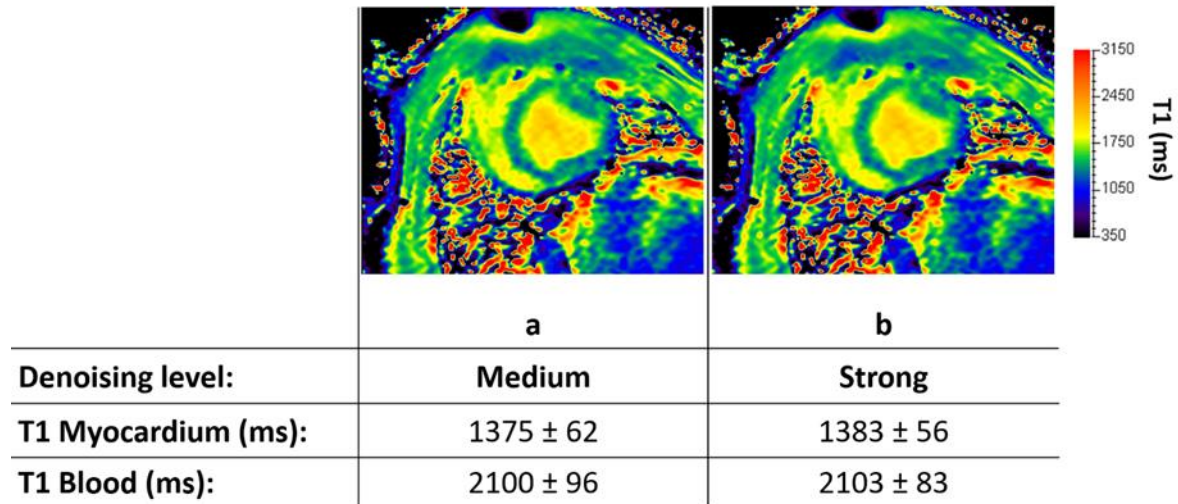 3150
2450
1750
1050
350
T1 (ms)
a b
Denoising level: Medium Strong
T1 Myocardium (ms): 1375 ± 62 1383 ± 56
T1 Blood (ms): 2100 ± 96 2103 ± 83